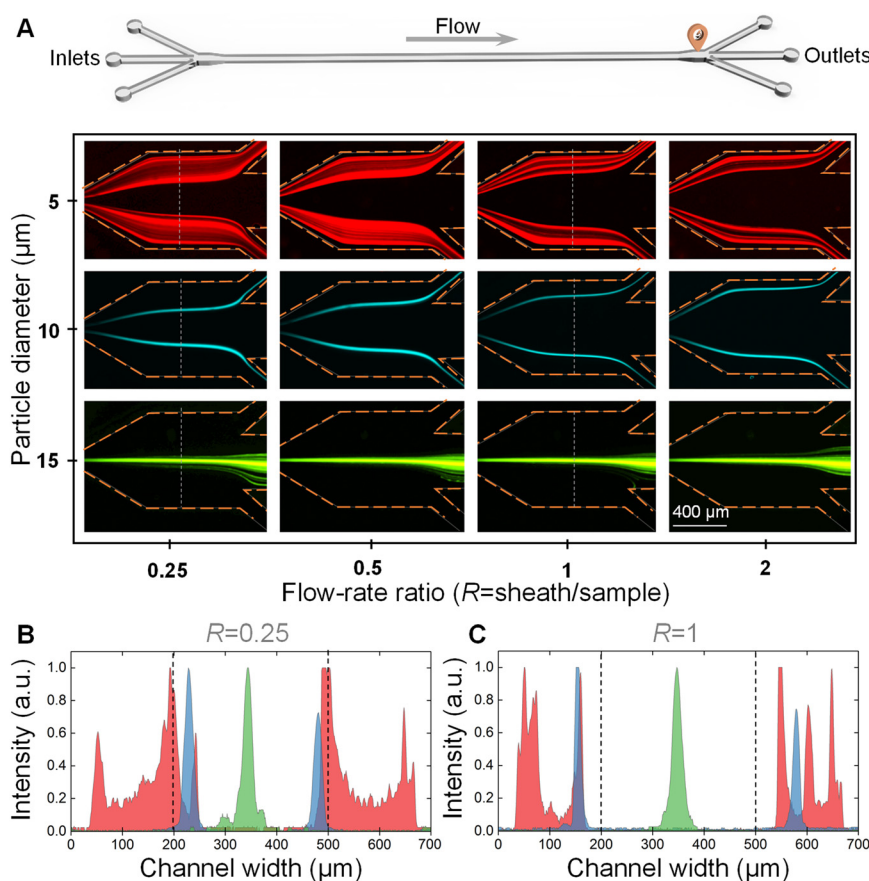 A
Flow
Inlets
Outlets
Particle diameter (µm)
5
10
15
400 µm
0.25
0.5
1
2
Flow-rate ratio (R=sheath/sample)
B
R=0.25
Intensity (a.u.)
1.0
0.8
0.6
0.4
0.2
0.0
0
100
200
300
400
500
600
700
Channel width (µm)
C
R=1
Intensity (a.u.)
1.0
0.8
0.6
0.4
0.2
0.0
0
100
200
300
400
500
600
700
Channel width (µm)